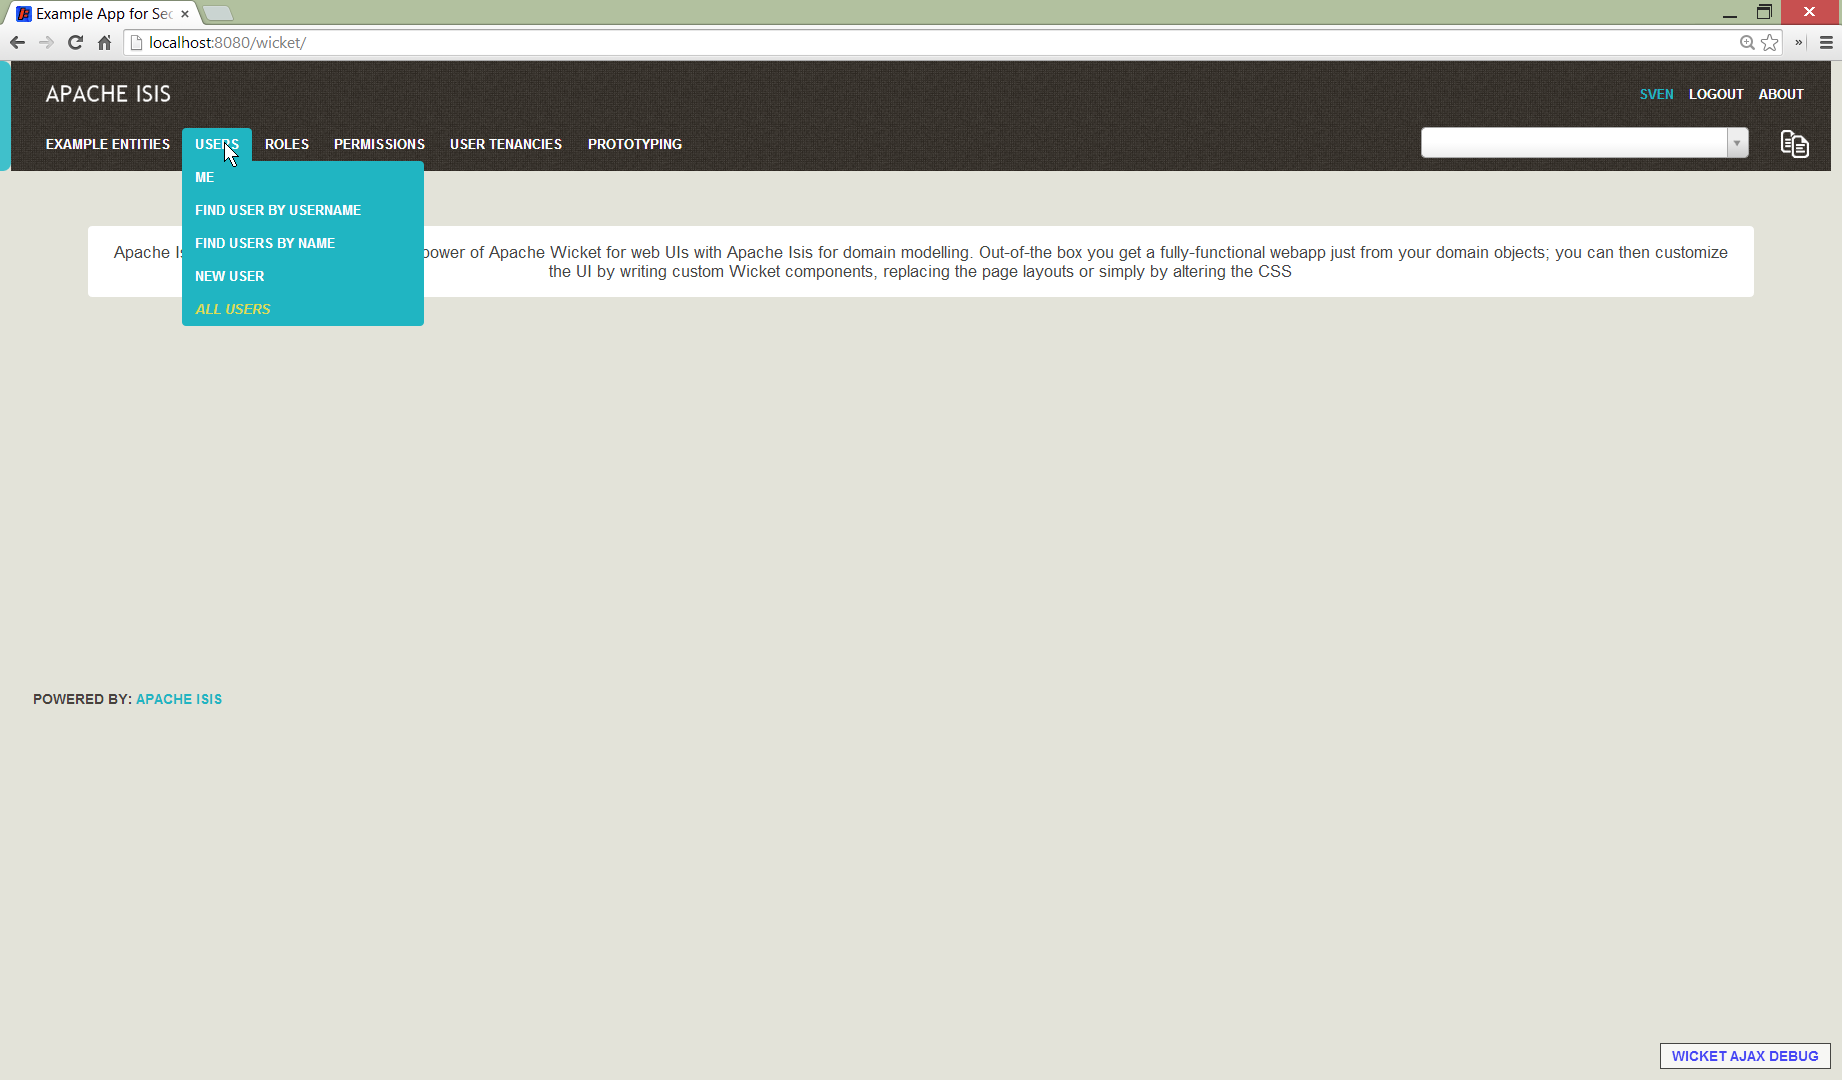 Example App for Sec
localhost:8080/wicket/
APACHE ISIS
SVEN LOGOUT ABOUT
EXAMPLE ENTITIES USERS ROLES PERMISSIONS USER TENANCIES PROTOTYPING
ME
FIND USER BY USERNAME
FIND USERS BY NAME
NEW USER
ALL USERS
Apache Is power of Apache Wicket for web UIs with Apache Isis for domain modelling. Out-of-the box you get a fully-functional webapp just from your domain objects; you can then customize
the UI by writing custom Wicket components, replacing the page layouts or simply by altering the CSS
POWERED BY: APACHE ISIS
WICKET AJAX DEBUG